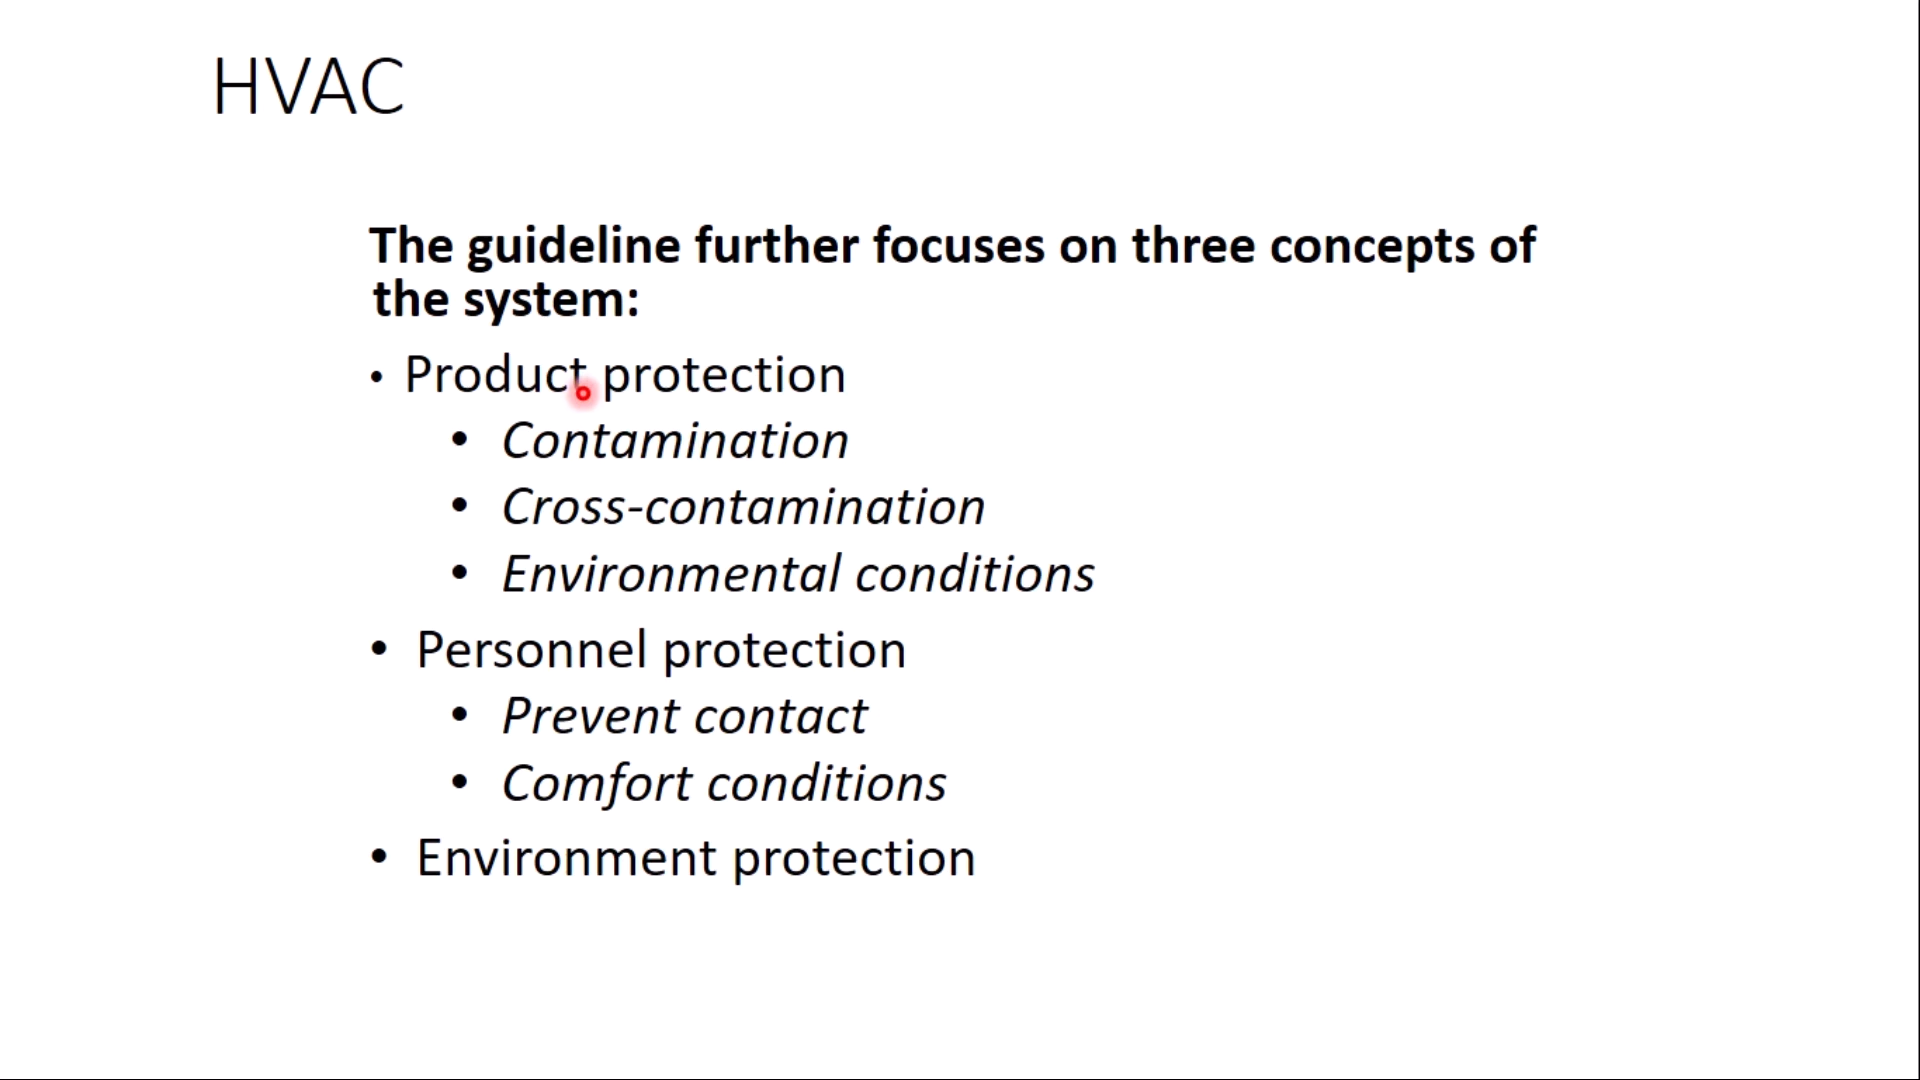 HVAC
The guideline further focuses on three concepts of
the system:
• Product protection
• Contamination
• Cross-contamination
• Environmental conditions
• Personnel protection
• Prevent contact
• Comfort conditions
• Environment protection